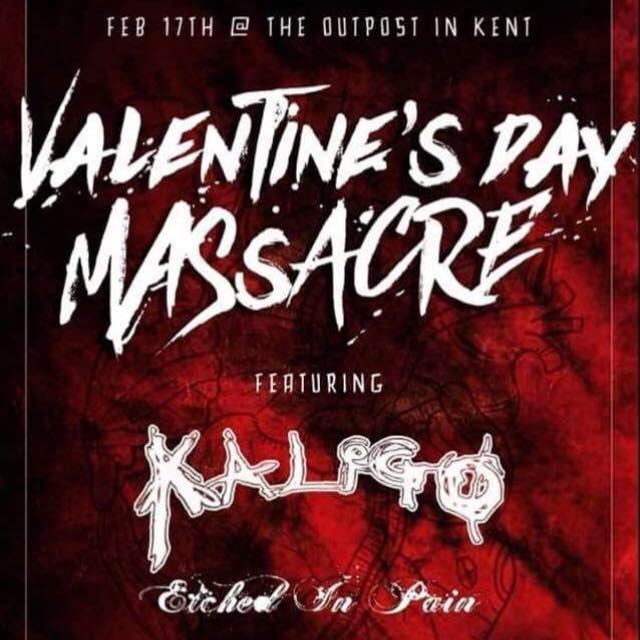 FEB 17TH @ THE OUTPOST IN KENT
VALENTINE'S DAY
MASSACRE
FEATURING
KALIGO
Etched In Pain